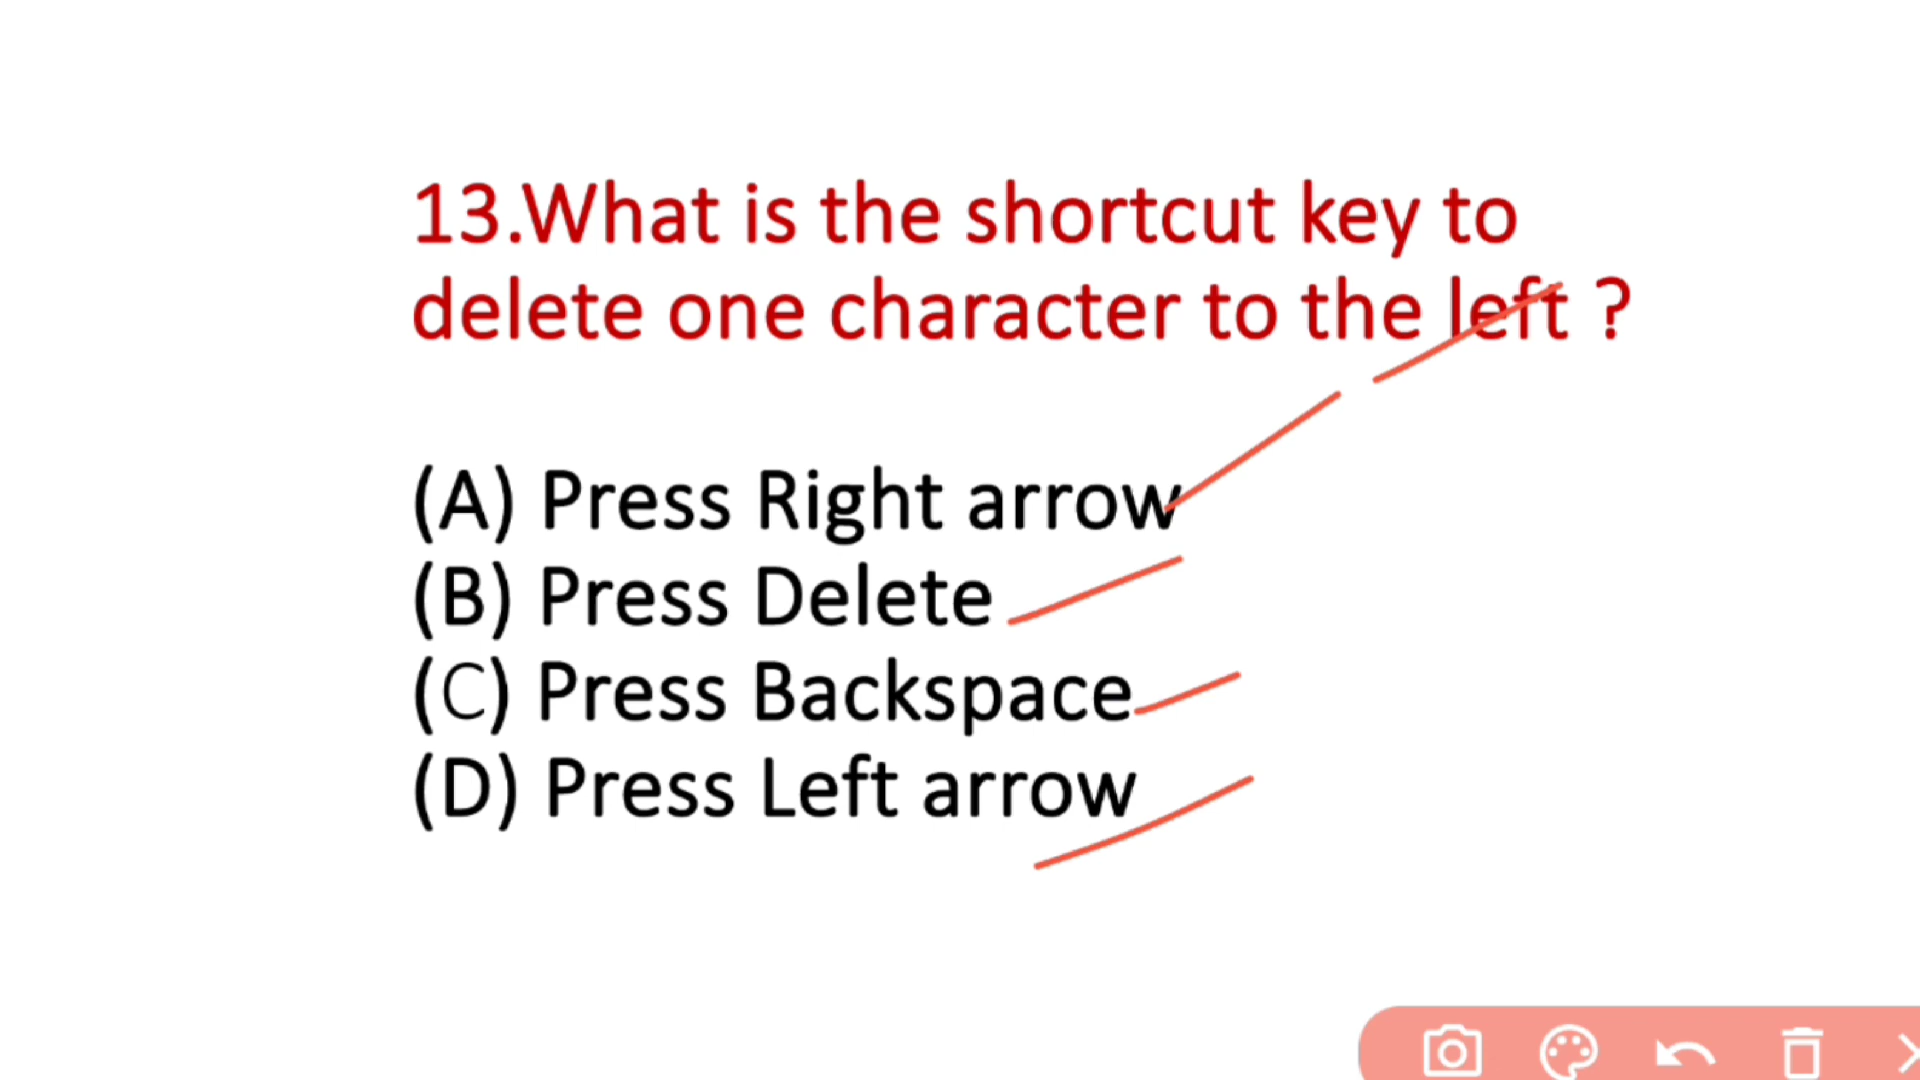 13.What is the shortcut key to
delete one character to the left ?
(A) Press Right arrow
(B) Press Delete
(C) Press Backspace
(D) Press Left arrow